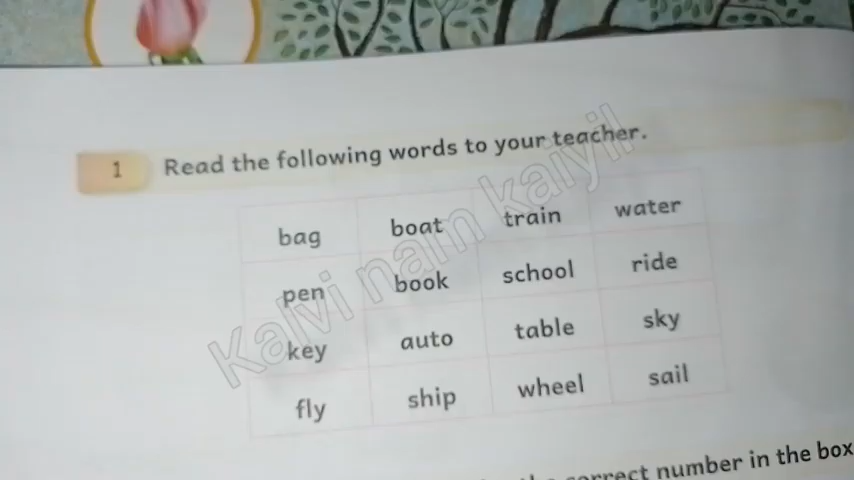 1 Read the following words to your teacher.
bag boat train water
pen book school ride
key auto table sky
fly ship wheel sail
Kalvi nam kaiyil
correct number in the box